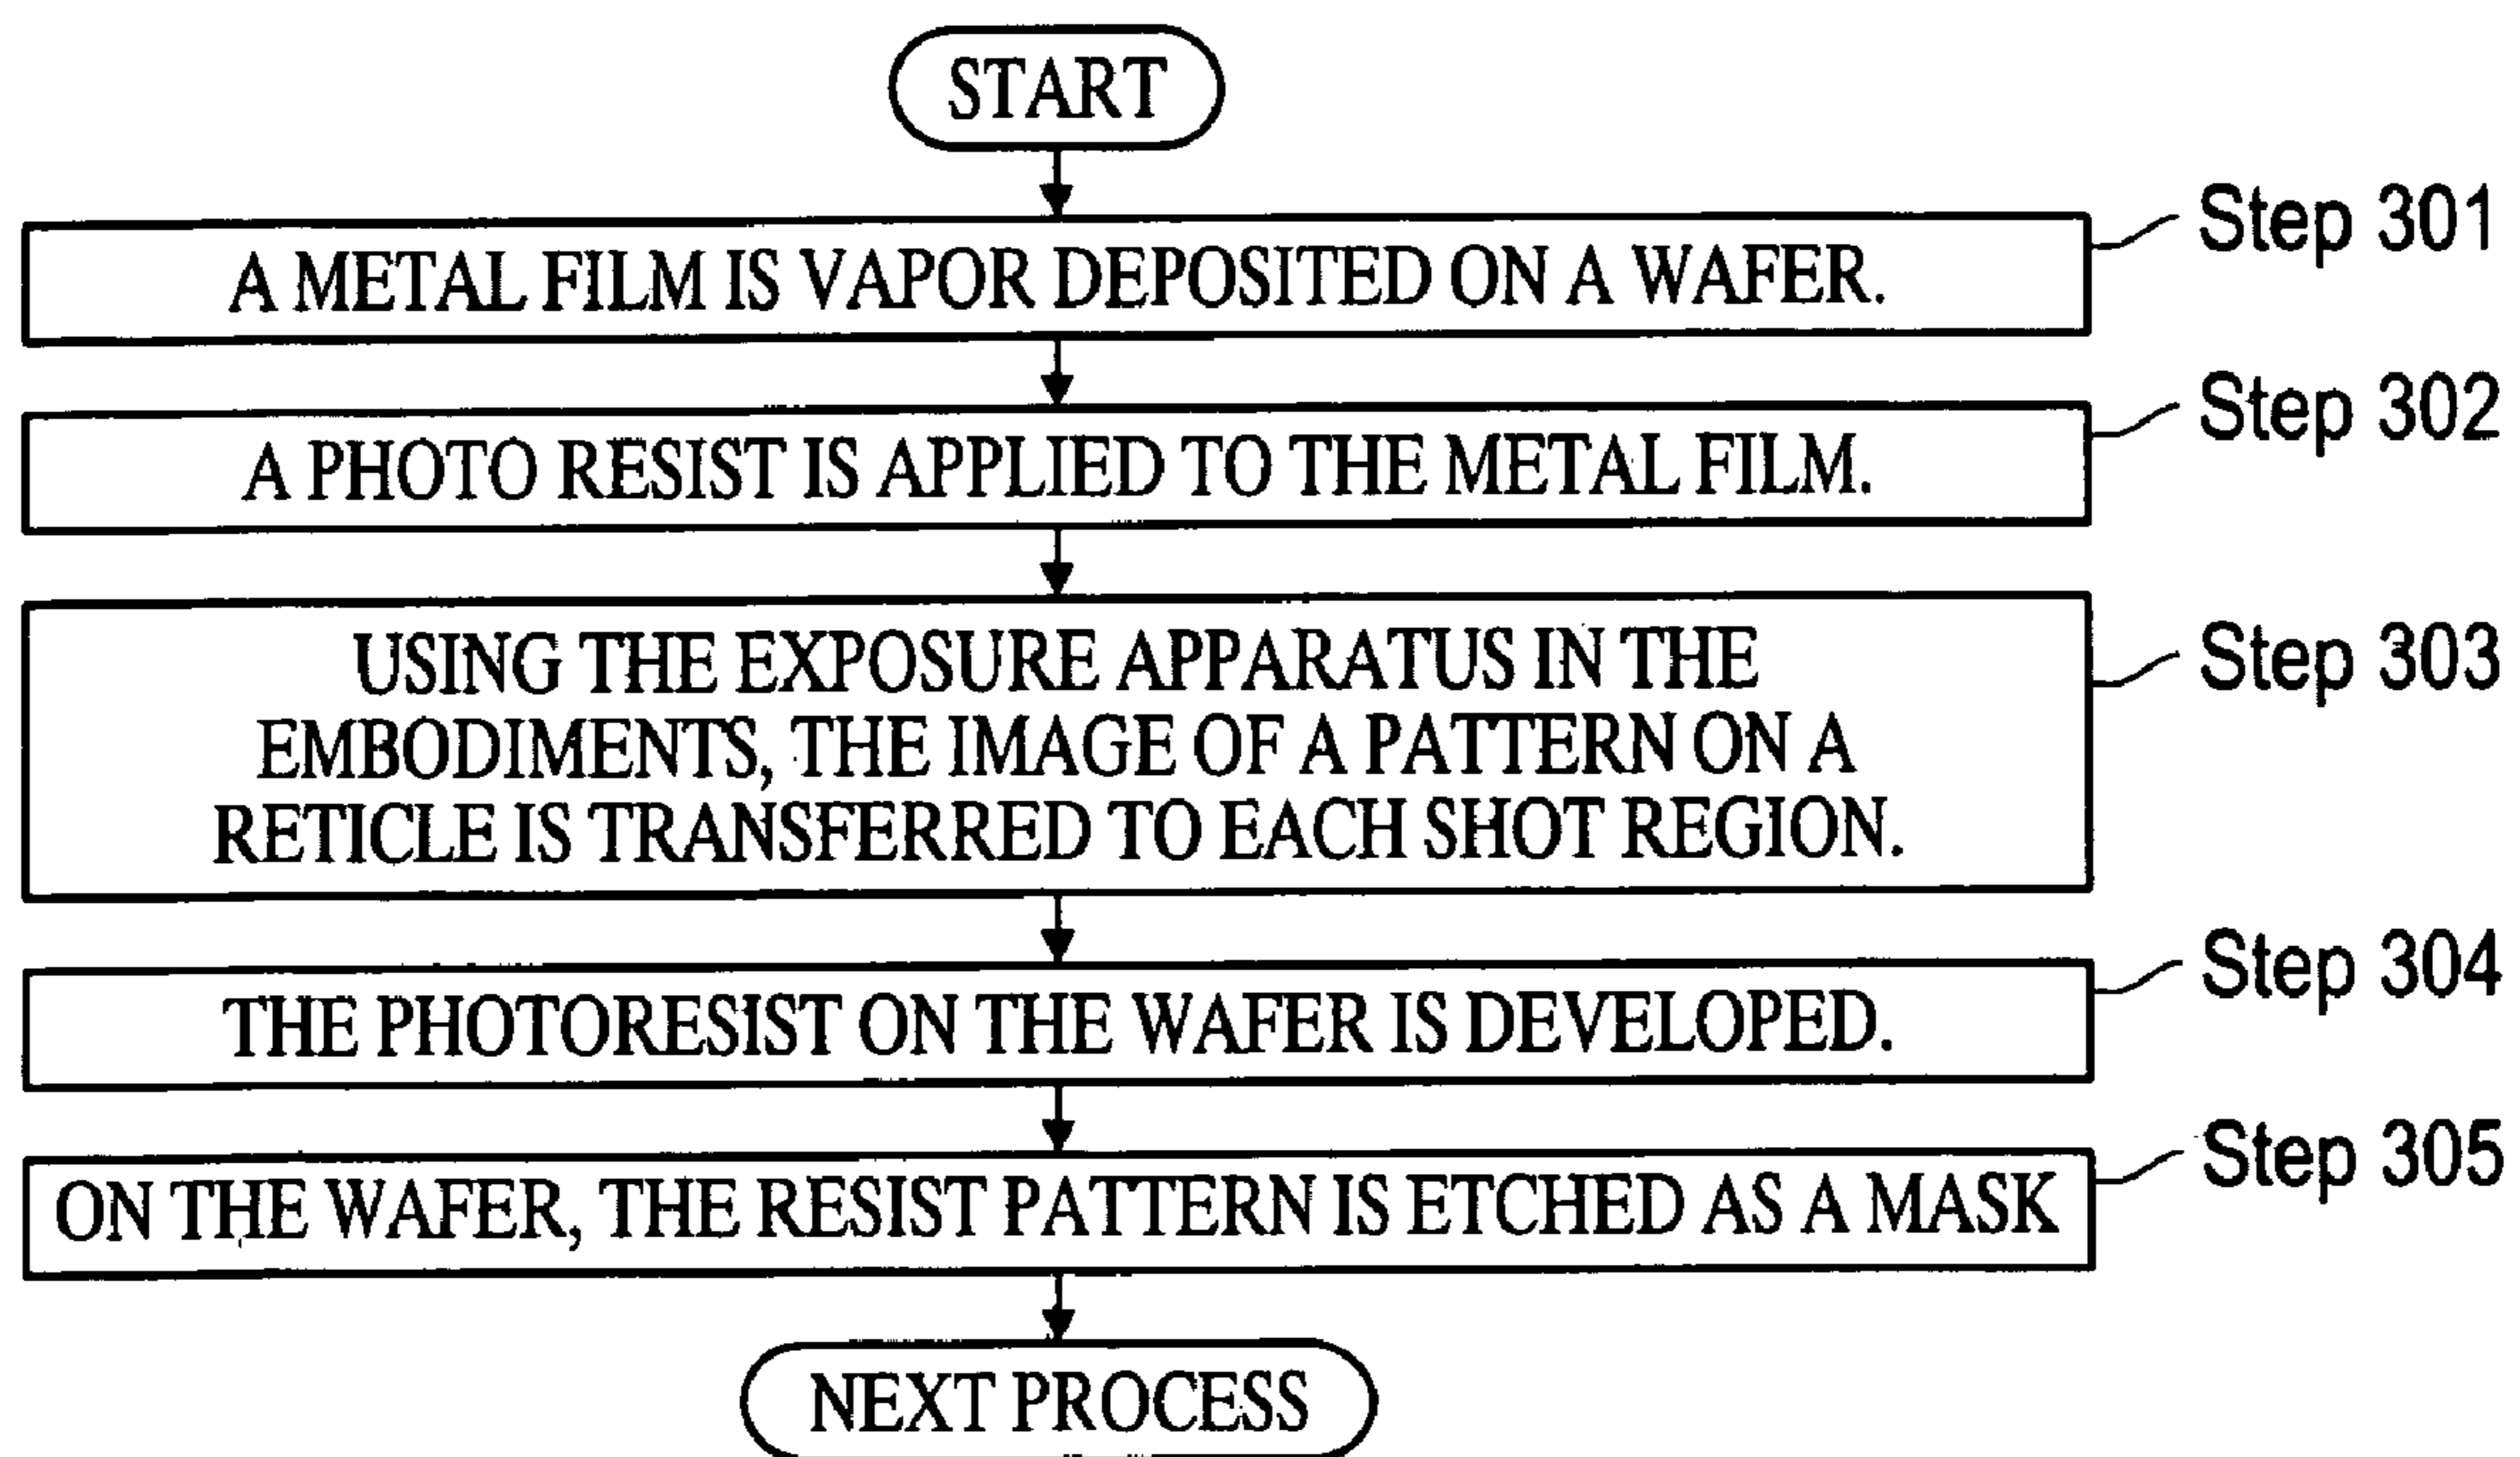 START
A METAL FILM IS VAPOR DEPOSITED ON A WAFER.
Step 301
A PHOTO RESIST IS APPLIED TO THE METAL FILM.
Step 302
USING THE EXPOSURE APPARATUS IN THE
EMBODIMENTS, THE IMAGE OF A PATTERN ON A
RETICLE IS TRANSFERRED TO EACH SHOT REGION.
Step 303
THE PHOTORESIST ON THE WAFER IS DEVELOPED.
Step 304
ON THE WAFER, THE RESIST PATTERN IS ETCHED AS A MASK
Step 305
NEXT PROCESS